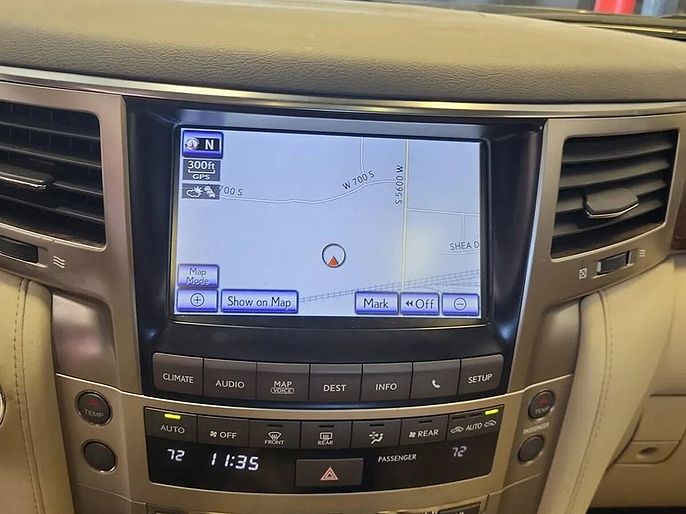 N
300ft
GPS
700 S
W 700 S
S 5600 W
SHEA D
Map
Mode
Show on Map
Mark
Off
CLIMATE
AUDIO
MAP
VOICE
DEST
INFO
SETUP
TEMP
AUTO
OFF
FRONT
REAR
REAR
AUTO
TEMP
72
11:35
PASSENGER
72
PASSENGER